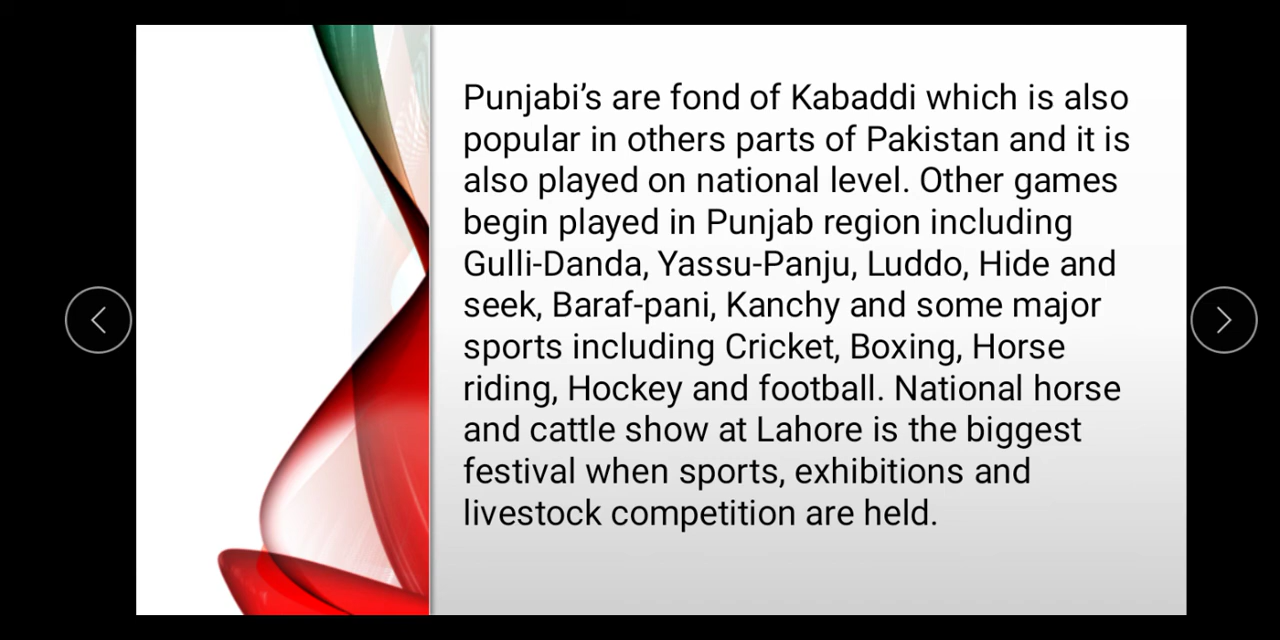 Punjabi’s are fond of Kabaddi which is also
popular in others parts of Pakistan and it is
also played on national level. Other games
begin played in Punjab region including
Gulli-Danda, Yassu-Panju, Luddo, Hide and
seek, Baraf-pani, Kanchy and some major
sports including Cricket, Boxing, Horse
riding, Hockey and football. National horse
and cattle show at Lahore is the biggest
festival when sports, exhibitions and
livestock competition are held.